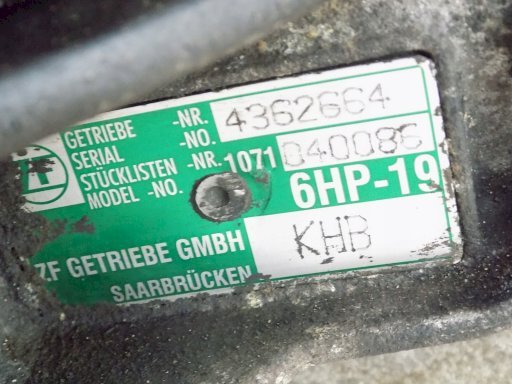 GETRIEBE -NR. 4362664
SERIAL -NO.
STÜCKLISTEN -NR. 1071 040086
MODEL -NO. 6HP-19
ZF GETRIEBE GMBH KHB
SAARBRÜCKEN